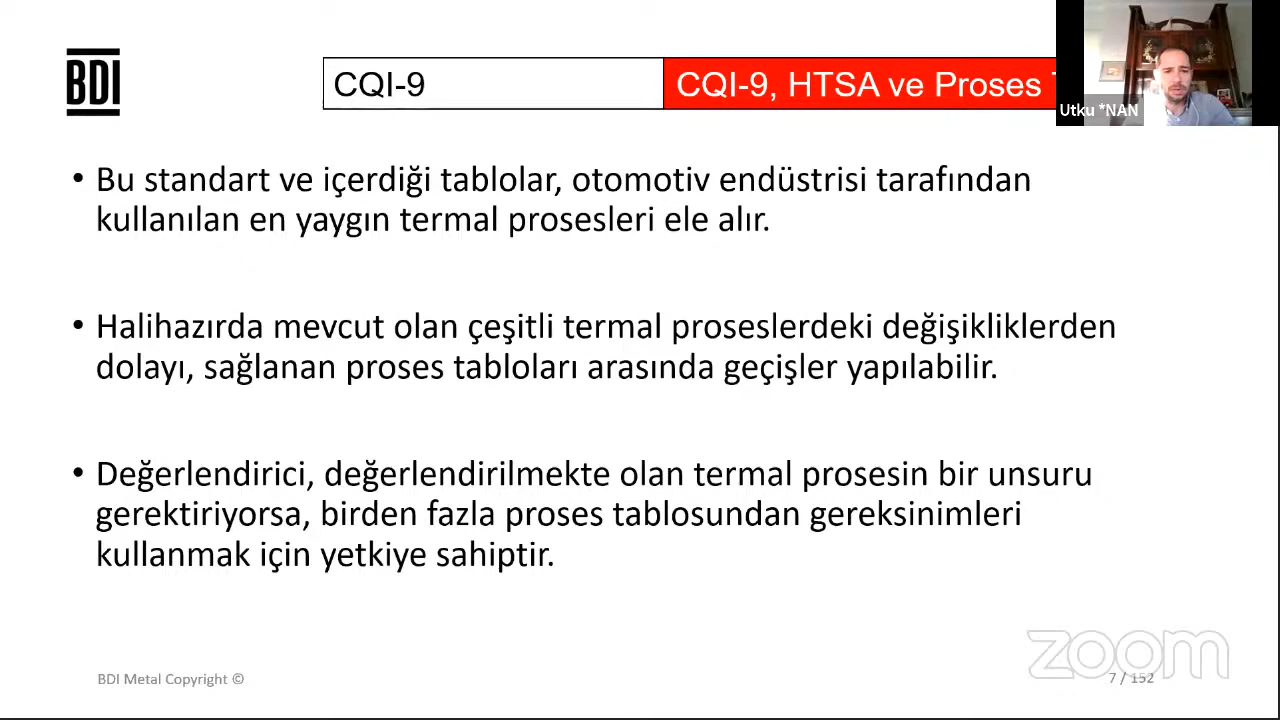 BDI
CQI-9
CQI-9, HTSA ve Proses
Utku *NAN
• Bu standart ve içerdiği tablolar, otomotiv endüstrisi tarafından
kullanılan en yaygın termal prosesleri ele alır.
• Halihazırda mevcut olan çeşitli termal proseslerdeki değişikliklerden
dolayı, sağlanan proses tabloları arasında geçişler yapılabilir.
• Değerlendirici, değerlendirilmekte olan termal prosesin bir unsuru
gerektiriyorsa, birden fazla proses tablosundan gereksinimleri
kullanmak için yetkiye sahiptir.
zoom
BDI Metal Copyright ©
7 / 152